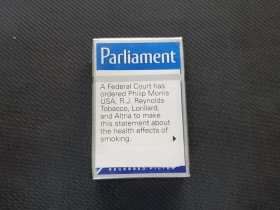 Parliament
A Federal Court has
ordered Philip Morris
USA, R.J. Reynolds
Tobacco, Lorillard,
and Altria to make
this statement about
the health effects of
smoking.
FILTER